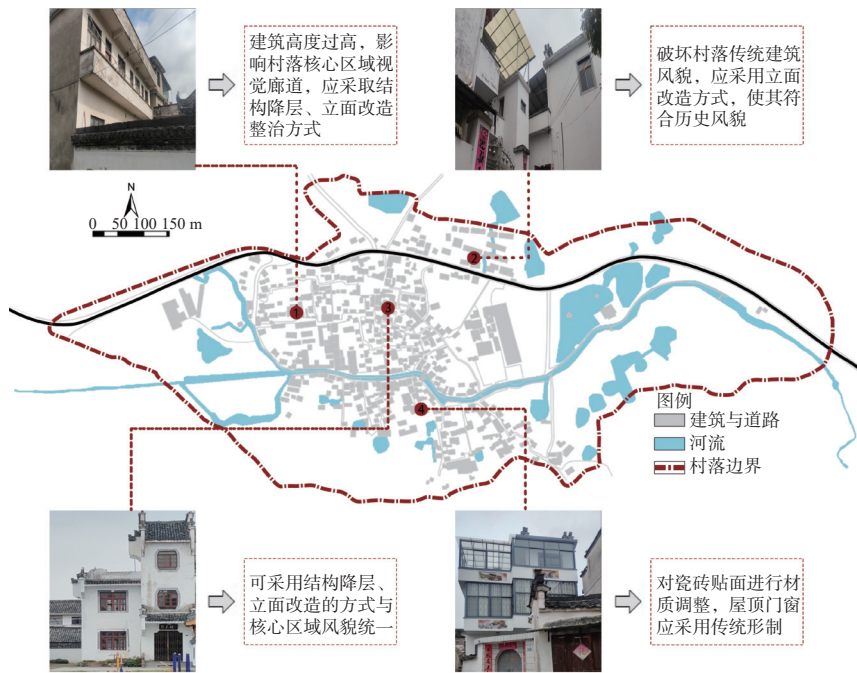 建筑高度过高，影
响村落核心区域视
觉廊道，应采取结
构降层、立面改造
整治方式
破坏村落传统建筑
风貌，应采用立面
改造方式，使其符
合历史风貌
N
0 50 100 150 m
1
2
3
4
图例
建筑与道路
河流
村落边界
可采用结构降层、
立面改造的方式与
核心区域风貌统一
对瓷砖贴面进行材
质调整，屋顶门窗
应采用传统形制